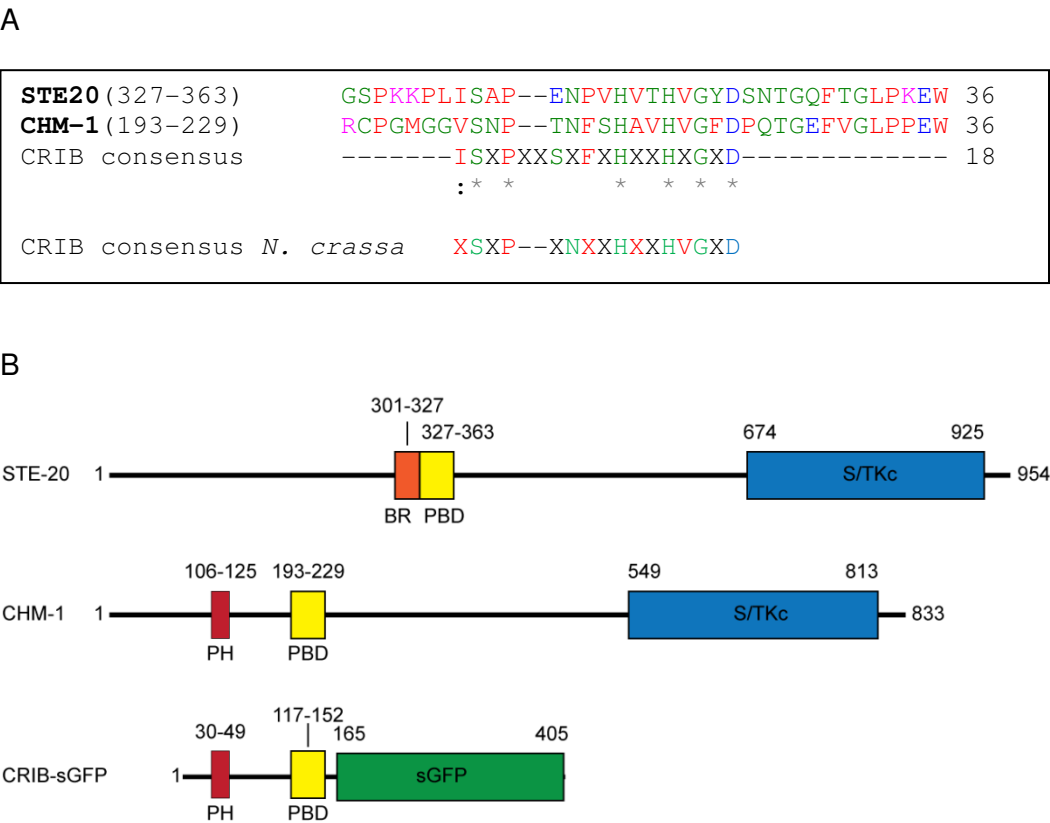 A
STE20(327-363) GSPKKPLISAP--ENPVHVTHVGYDSNTGQFTGLPKEW 36
CHM-1(193-229) RCPGMGGVSNP--TNFSHAVHVGFDPQTGEFVGLPPEW 36
CRIB consensus -------ISXPXXSXFXHXXHXGXD------------- 18
:* * * * * *
CRIB consensus N. crassa XSXP--XNXXHXXHVGXD
B
301-327
327-363 674 925
STE-20 1 S/TKc 954
BR PBD
106-125 193-229 549 813
CHM-1 1 S/TKc 833
PH PBD
117-152
30-49 165 405
CRIB-sGFP 1 sGFP
PH PBD